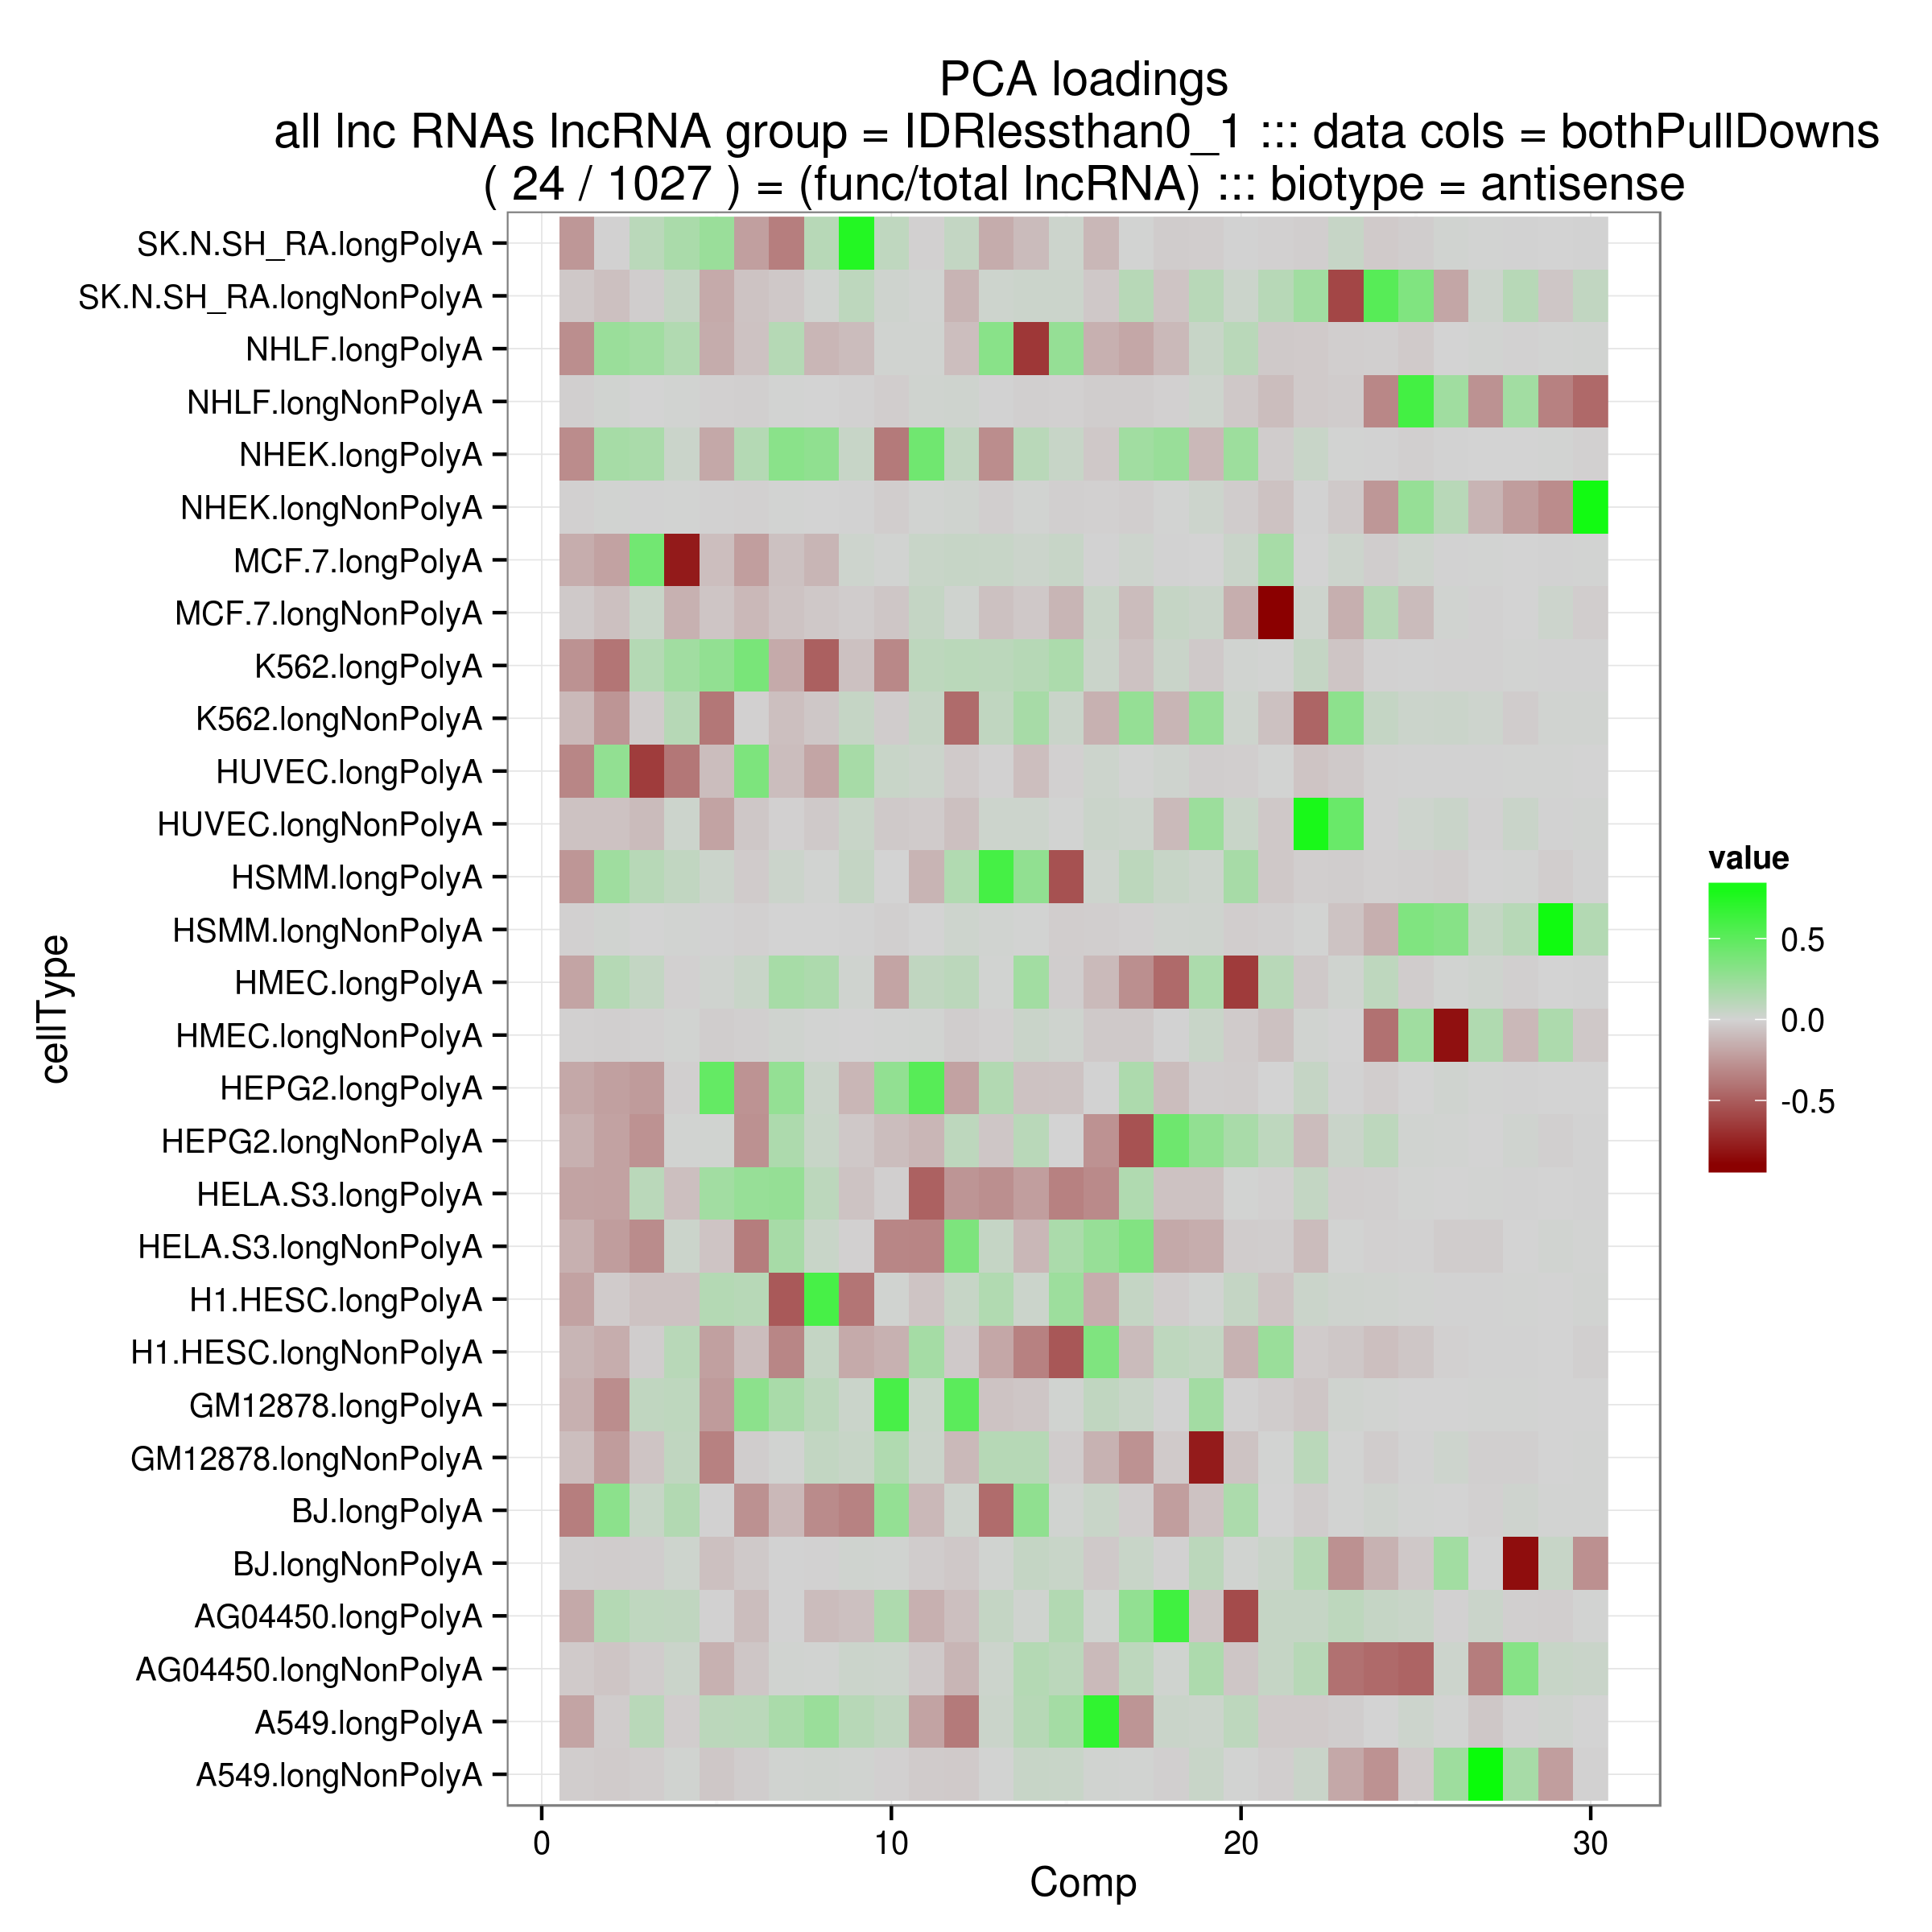 PCA loadings
all lnc RNAs lncRNA group = IDRlessthan0_1 ::: data cols = bothPullDowns
( 24 / 1027 ) = (func/total lncRNA) ::: biotype = antisense
cellType
SK.N.SH_RA.longPolyA
SK.N.SH_RA.longNonPolyA
NHLF.longPolyA
NHLF.longNonPolyA
NHEK.longPolyA
NHEK.longNonPolyA
MCF.7.longPolyA
MCF.7.longNonPolyA
K562.longPolyA
K562.longNonPolyA
HUVEC.longPolyA
HUVEC.longNonPolyA
HSMM.longPolyA
HSMM.longNonPolyA
HMEC.longPolyA
HMEC.longNonPolyA
HEPG2.longPolyA
HEPG2.longNonPolyA
HELA.S3.longPolyA
HELA.S3.longNonPolyA
H1.HESC.longPolyA
H1.HESC.longNonPolyA
GM12878.longPolyA
GM12878.longNonPolyA
BJ.longPolyA
BJ.longNonPolyA
AG04450.longPolyA
AG04450.longNonPolyA
A549.longPolyA
A549.longNonPolyA
0 10 20 30
Comp
value
0.5
0.0
-0.5